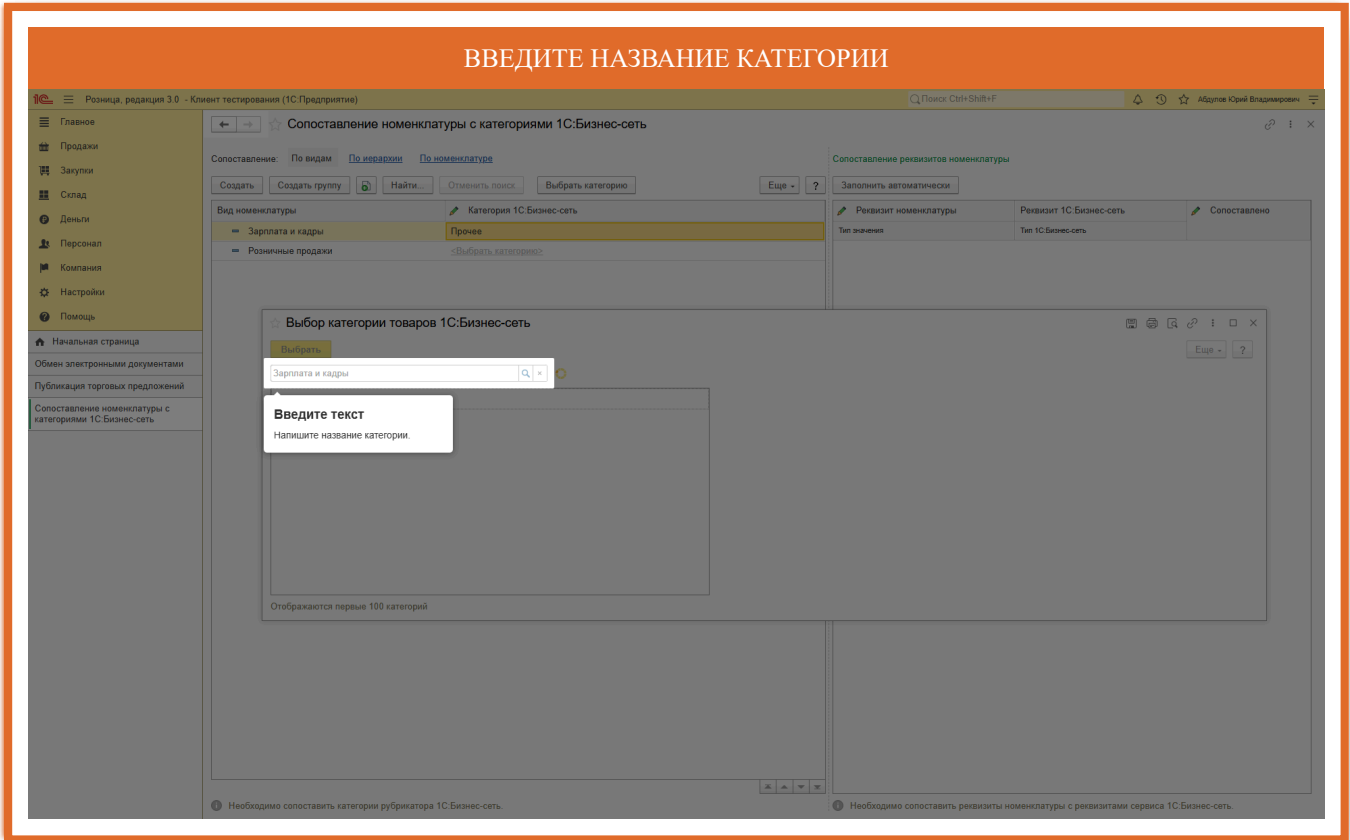 ВВЕДИТЕ НАЗВАНИЕ КАТЕГОРИИ
Розница, редакция 3.0 - Клиент тестирования (1С:Предприятие)
Поиск Ctrl+Shift+F
Абдулов Юрий Владимирович
Главное
Продажи
Закупки
Склад
Деньги
Персонал
Компания
Настройки
Помощь
Начальная страница
Обмен электронными документами
Публикация торговых предложений
Сопоставление номенклатуры с
категориями 1С:Бизнес-сеть
Сопоставление номенклатуры с категориями 1С:Бизнес-сеть
Сопоставление: По видам По иерархии По номенклатуре
Создать Создать группу Найти... Отменить поиск Выбрать категорию Еще ?
Вид номенклатуры Категория 1С:Бизнес-сеть
Зарплата и кадры Прочее
Розничные продажи <Выбрать категорию>
Сопоставление реквизитов номенклатуры
Заполнить автоматически
Реквизит номенклатуры Реквизит 1С:Бизнес-сеть Сопоставлено
Тип значения Тип 1С:Бизнес-сеть
Выбор категории товаров 1С:Бизнес-сеть
Выбрать Еще ?
Зарплата и кадры
Введите текст
Напишите название категории.
Отображаются первые 100 категорий
Необходимо сопоставить категории рубрикатора 1С:Бизнес-сеть.
Необходимо сопоставить реквизиты номенклатуры с реквизитами сервиса 1С:Бизнес-сеть.